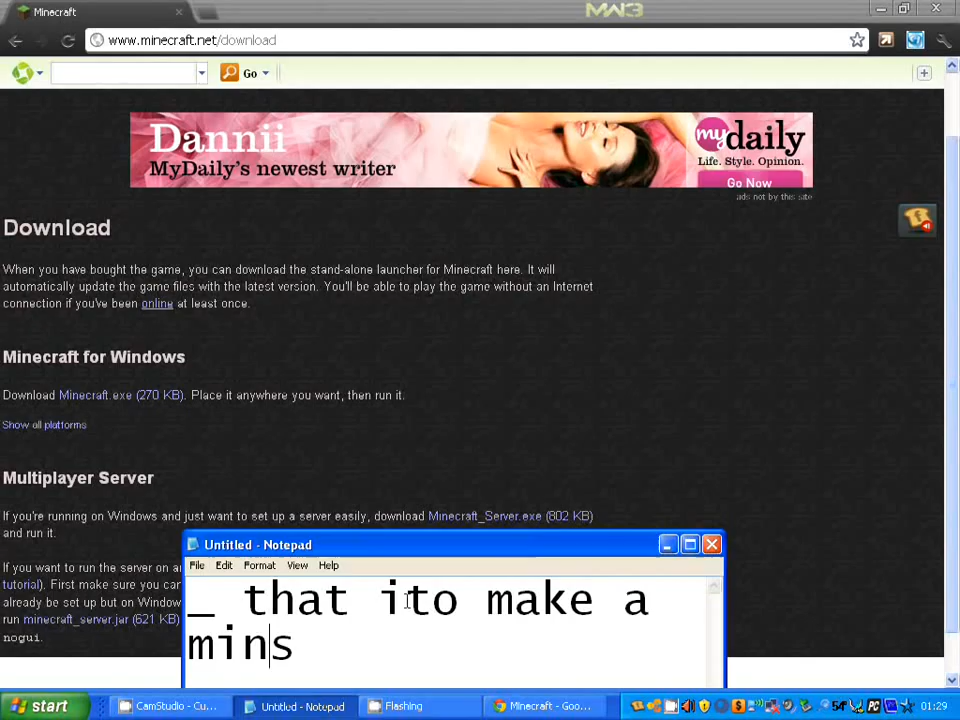 Minecraft
MW3
www.minecraft.net/download
Go
Dannii
MyDaily's newest writer
my daily
Life. Style. Opinion.
Go Now
ads not by this site
Download
When you have bought the game, you can download the stand-alone launcher for Minecraft here. It will
automatically update the game files with the latest version. You'll be able to play the game without an Internet
connection if you've been online at least once.
Minecraft for Windows
Download Minecraft.exe (270 KB). Place it anywhere you want, then run it.
Show all platforms
Multiplayer Server
If you're running on Windows and just want to set up a server easily, download Minecraft_Server.exe (802 KB)
and run it.
If you want to run the server on
tutorial). First make sure you can
already be set up but on Window
run minecraft_server.jar (621 KB)
nogui.
Untitled - Notepad
File Edit Format View Help
_ that ito make a
mins
start
CamStudio - Cu...
Untitled - Notepad
Flashing
Minecraft - Goo...
54°
PC
01:29